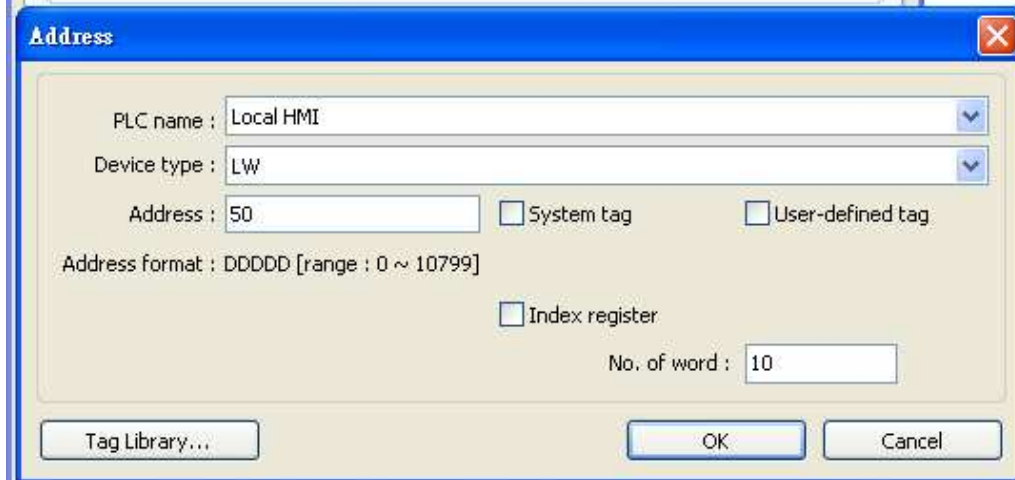 Address
PLC name : Local HMI
Device type : LW
Address : 50 System tag User-defined tag
Address format : DDDDD [range : 0 ~ 10799]
Index register
No. of word : 10
Tag Library... OK Cancel